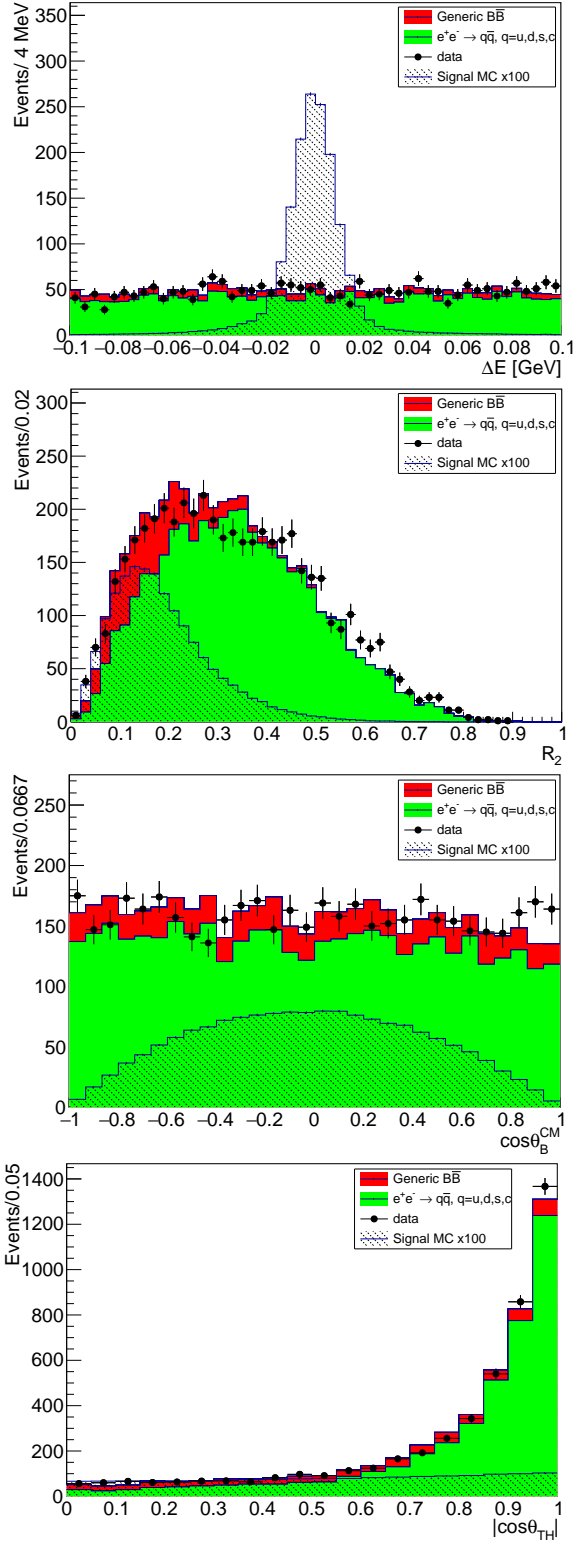 Events/ 4 MeV
350
300
250
200
150
100
50
0
Generic BB̅
e⁺e⁻ → qq̅, q=u,d,s,c
data
Signal MC x100
−0.1 −0.08 −0.06 −0.04 −0.02 0 0.02 0.04 0.06 0.08 0.1
ΔE [GeV]
Events/0.02
300
250
200
150
100
50
0
Generic BB̅
e⁺e⁻ → qq̅, q=u,d,s,c
data
Signal MC x100
0 0.1 0.2 0.3 0.4 0.5 0.6 0.7 0.8 0.9 1
R₂
Events/0.0667
250
200
150
100
50
0
Generic BB̅
e⁺e⁻ → qq̅, q=u,d,s,c
data
Signal MC x100
−1 −0.8 −0.6 −0.4 −0.2 0 0.2 0.4 0.6 0.8 1
cosθ_B^CM
Events/0.05
1400
1200
1000
800
600
400
200
0
Generic BB̅
e⁺e⁻ → qq̅, q=u,d,s,c
data
Signal MC x100
0 0.1 0.2 0.3 0.4 0.5 0.6 0.7 0.8 0.9 1
|cosθ_TH|